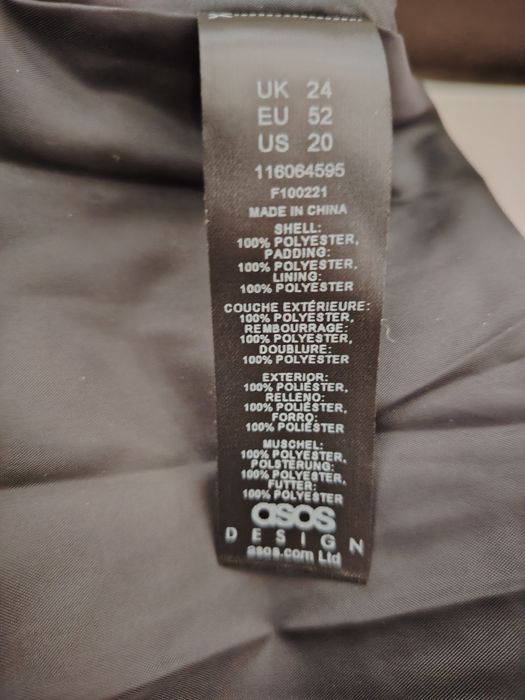 UK 24
EU 52
US 20
116064595
F100221
MADE IN CHINA
SHELL:
100% POLYESTER,
PADDING:
100% POLYESTER,
LINING:
100% POLYESTER
COUCHE EXTÉRIEURE:
100% POLYESTER,
REMBOURRAGE:
100% POLYESTER,
DOUBLURE:
100% POLYESTER
EXTERIOR:
100% POLIÉSTER,
RELLENO:
100% POLIÉSTER,
FORRO:
100% POLIÉSTER
MUSCHEL:
100% POLYESTER,
POLSTERUNG:
100% POLYESTER,
FUTTER:
100% POLYESTER
asos
DESIGN
asos.com Ltd